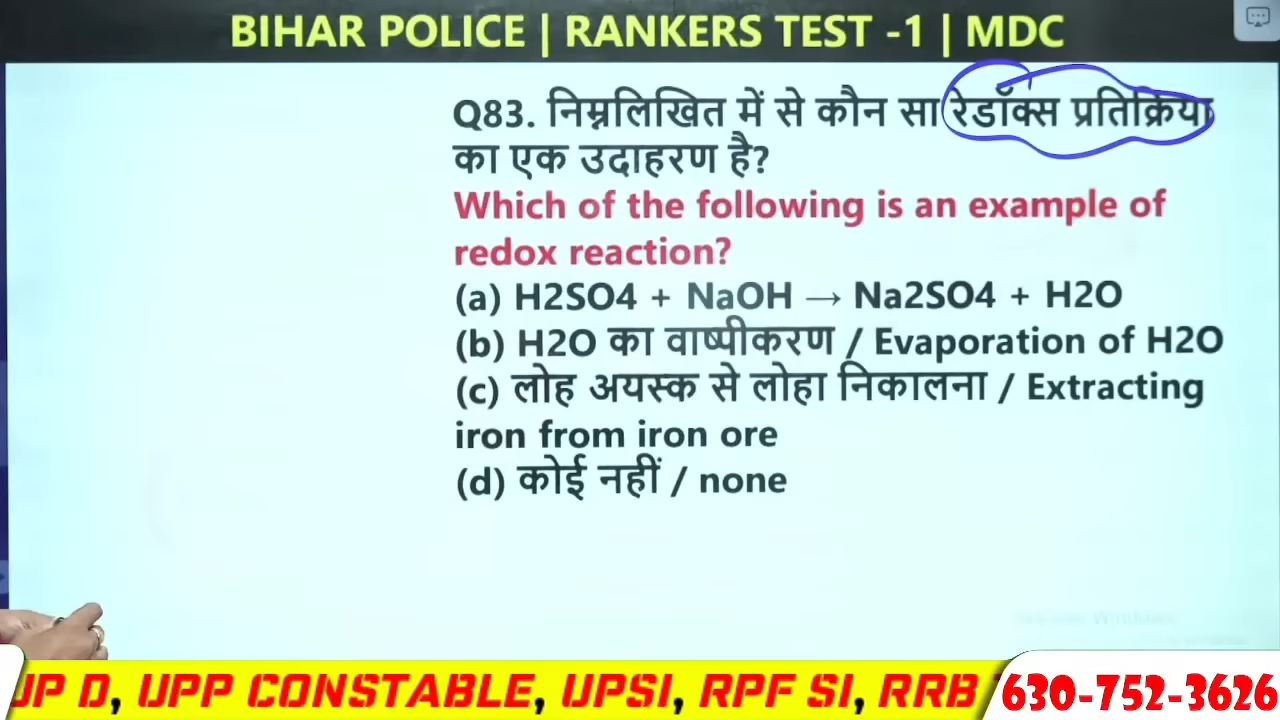 BIHAR POLICE | RANKERS TEST -1 | MDC
Q83. निम्नलिखित में से कौन सा रेडॉक्स प्रतिक्रिया
का एक उदाहरण है?
Which of the following is an example of
redox reaction?
(a) H2SO4 + NaOH → Na2SO4 + H2O
(b) H2O का वाष्पीकरण / Evaporation of H2O
(c) लोह अयस्क से लोहा निकालना / Extracting
iron from iron ore
(d) कोई नहीं / none
UP D, UPP CONSTABLE, UPSI, RPF SI, RRB
630-752-3626